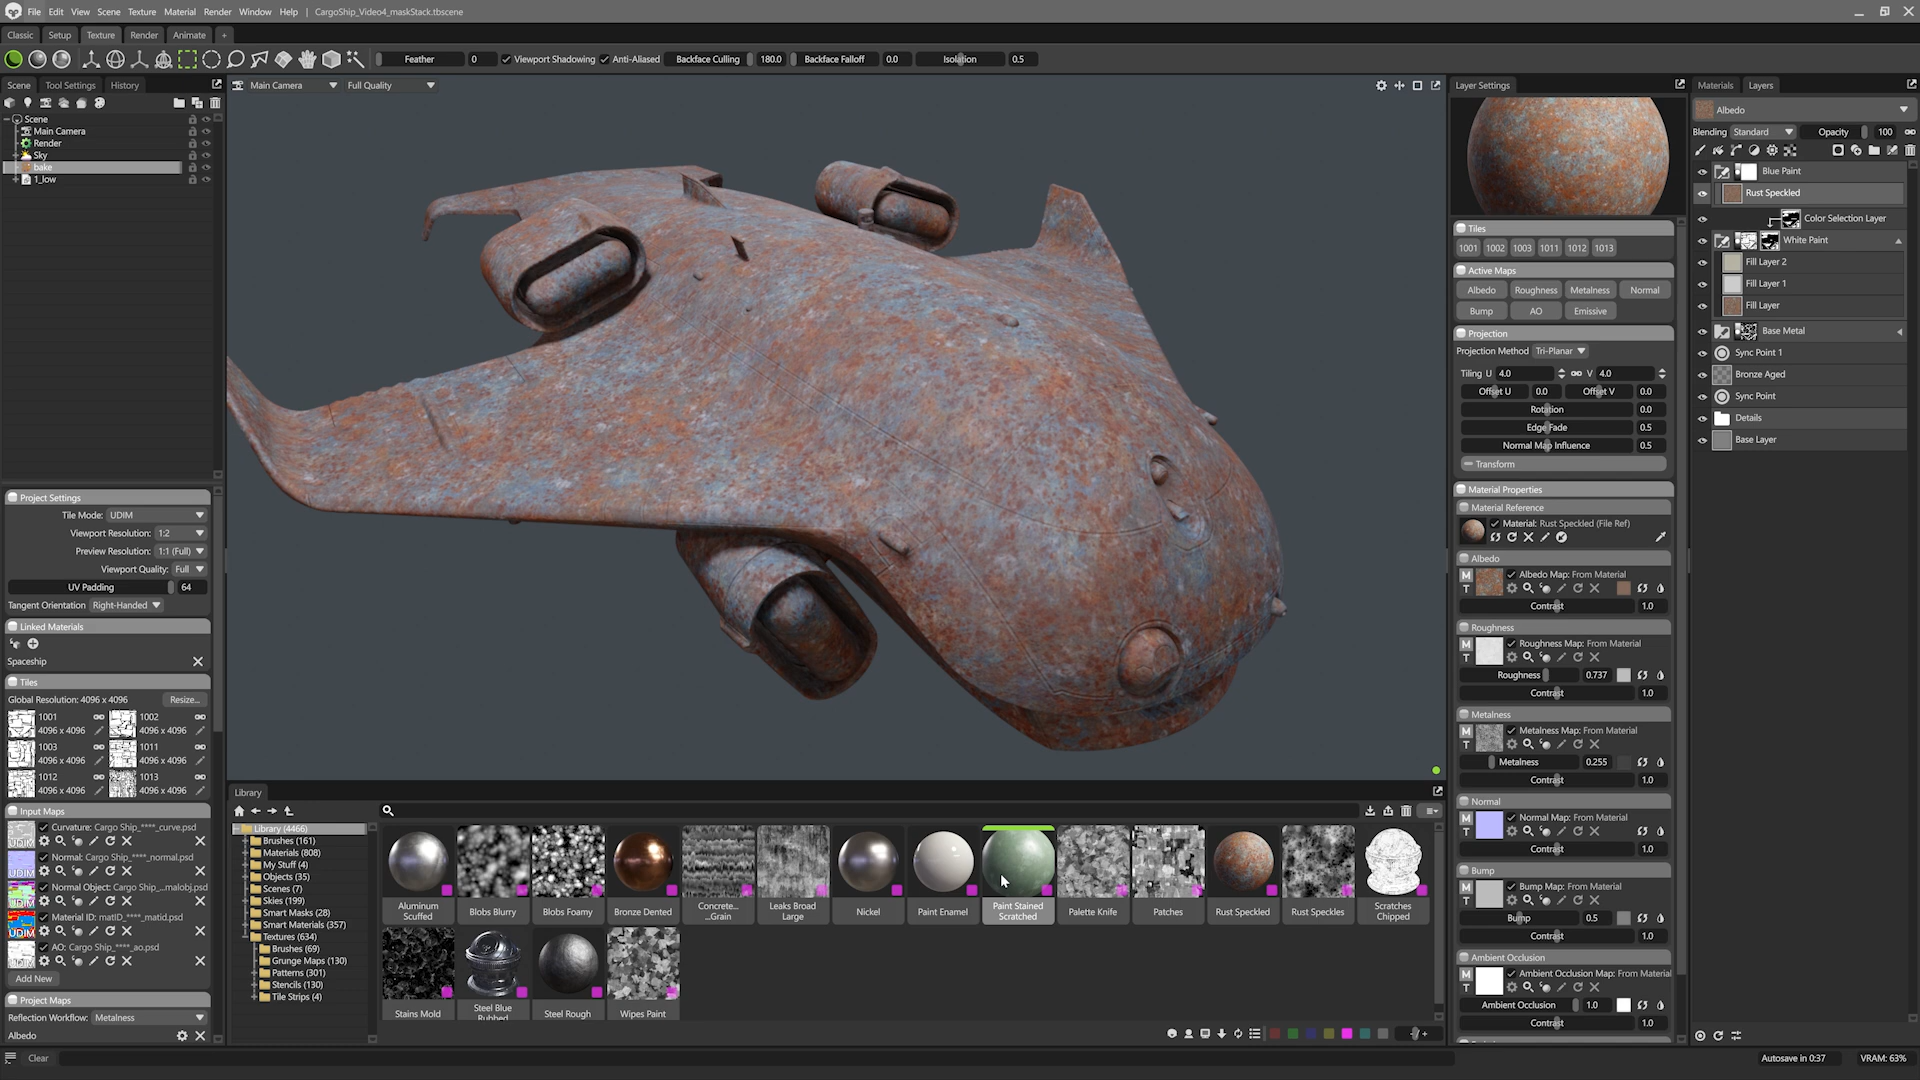 File Edit View Scene Texture Material Render Window Help | CargoShip_Video4_maskStack.tbscene
Classic Setup Texture Render Animate +
Feather 0 Viewport Shadowing Anti-Aliased Backface Culling 180.0 Backface Falloff 0.0 Isolation 0.5
Scene Tool Settings History
Scene
Main Camera
Render
Sky
bake
1_low
Main Camera Full Quality
Project Settings
Tile Mode: UDIM
Viewport Resolution: 1:2
Preview Resolution: 1:1 (Full)
Viewport Quality: Full
UV Padding 64
Tangent Orientation Right-Handed
Linked Materials
Spaceship
Tiles
Global Resolution: 4096 x 4096 Resize...
1001 1002
4096 x 4096 4096 x 4096
1003 1011
4096 x 4096 4096 x 4096
1012 1013
4096 x 4096 4096 x 4096
Input Maps
Curvature: Cargo Ship_****_curve.psd
UDIM
Normal: Cargo Ship_****_normal.psd
UDIM
Normal Object: Cargo Ship_...malobj.psd
UDIM
Material ID: matID_****_matid.psd
UDIM
AO: Cargo Ship_****_ao.psd
UDIM
Add New
Project Maps
Reflection Workflow: Metalness
Albedo
Clear
Library
Library (4466)
Brushes (161)
Materials (808)
My Stuff (4)
Objects (35)
Scenes (7)
Skies (199)
Smart Masks (28)
Smart Materials (357)
Textures (634)
Brushes (69)
Grunge Maps (130)
Patterns (301)
Stencils (130)
Tile Strips (4)
Aluminum Scuffed
Blobs Blurry
Blobs Foamy
Bronze Dented
Concrete... ...Grain
Leaks Broad Large
Nickel
Paint Enamel
Paint Stained Scratched
Palette Knife
Patches
Rust Speckled
Rust Speckles
Scratches Chipped
Stains Mold
Steel Blue Rubbed
Steel Rough
Wipes Paint
Layer Settings
Tiles
1001 1002 1003 1011 1012 1013
Active Maps
Albedo Roughness Metalness Normal
Bump AO Emissive
Projection
Projection Method Tri-Planar
Tiling U 4.0 V 4.0
Offset U 0.0 Offset V 0.0
Rotation 0.0
Edge Fade 0.5
Normal Map Influence 0.5
Transform
Material Properties
Material Reference
Material: Rust Speckled (File Ref)
Albedo
M T Albedo Map: From Material
Contrast 1.0
Roughness
M T Roughness Map: From Material
Roughness 0.737
Contrast 1.0
Metalness
M T Metalness Map: From Material
Metalness 0.255
Contrast 1.0
Normal
M T Normal Map: From Material
Contrast 1.0
Bump
M T Bump Map: From Material
Bump 0.5
Contrast 1.0
Ambient Occlusion
M T Ambient Occlusion Map: From Material
Ambient Occlusion 1.0
Contrast 1.0
Materials Layers
Albedo
Blending Standard Opacity 100
Blue Paint
Rust Speckled
Color Selection Layer
White Paint
Fill Layer 2
Fill Layer 1
Fill Layer
Base Metal
Sync Point 1
Bronze Aged
Sync Point
Details
Base Layer
Autosave in 0:37 VRAM: 63%